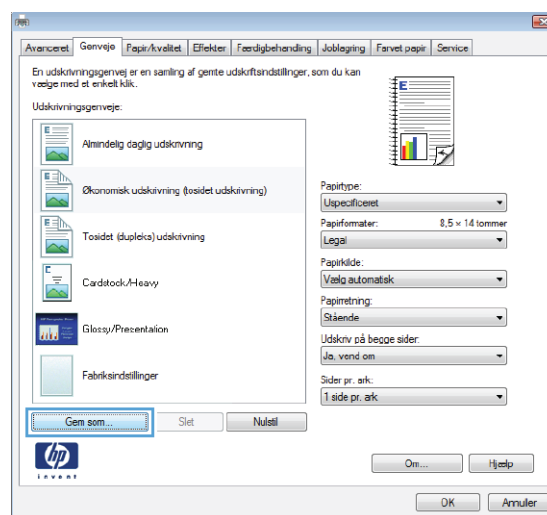 Avanceret Genveje Papir/kvalitet Effekter Færdigbehandling Joblagring Farvet papir Service
En udskrivningsgenvej er en samling af gemte udskriftsindstillinger, som du kan
vælge med et enkelt klik.
Udskrivningsgenveje:
E
Almindelig daglig udskrivning
E
Økonomisk udskrivning (tosidet udskrivning)
E
Tosidet (dupleks) udskrivning
E
Cardstock/Heavy
Glossy/Presentation
Fabriksindstillinger
Gem som... Slet Nulstil
E
Papirtype:
Uspecificeret
Papirformater: 8,5 × 14 tommer
Legal
Papirkilde:
Vælg automatisk
Papirretning:
Stående
Udskriv på begge sider:
Ja, vend om
Sider pr. ark:
1 side pr. ark
hp
invent
Om... Hjælp
OK Annuller